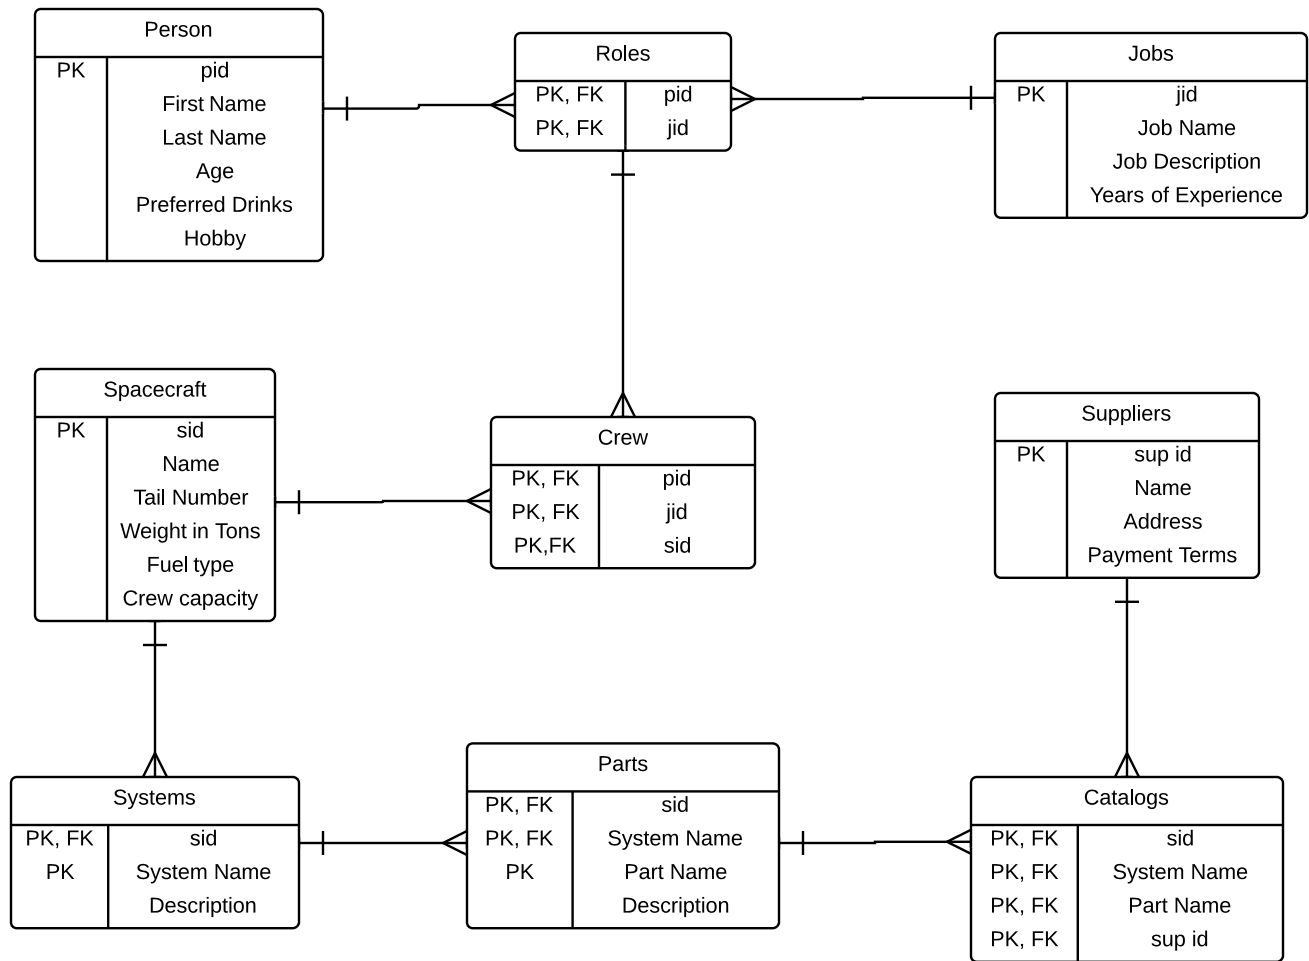 Person
PK pid
First Name
Last Name
Age
Preferred Drinks
Hobby
Roles
PK, FK pid
PK, FK jid
Jobs
PK jid
Job Name
Job Description
Years of Experience
Spacecraft
PK sid
Name
Tail Number
Weight in Tons
Fuel type
Crew capacity
Crew
PK, FK pid
PK, FK jid
PK,FK sid
Suppliers
PK sup id
Name
Address
Payment Terms
Systems
PK, FK sid
PK System Name
Description
Parts
PK, FK sid
PK, FK System Name
PK Part Name
Description
Catalogs
PK, FK sid
PK, FK System Name
PK, FK Part Name
PK, FK sup id